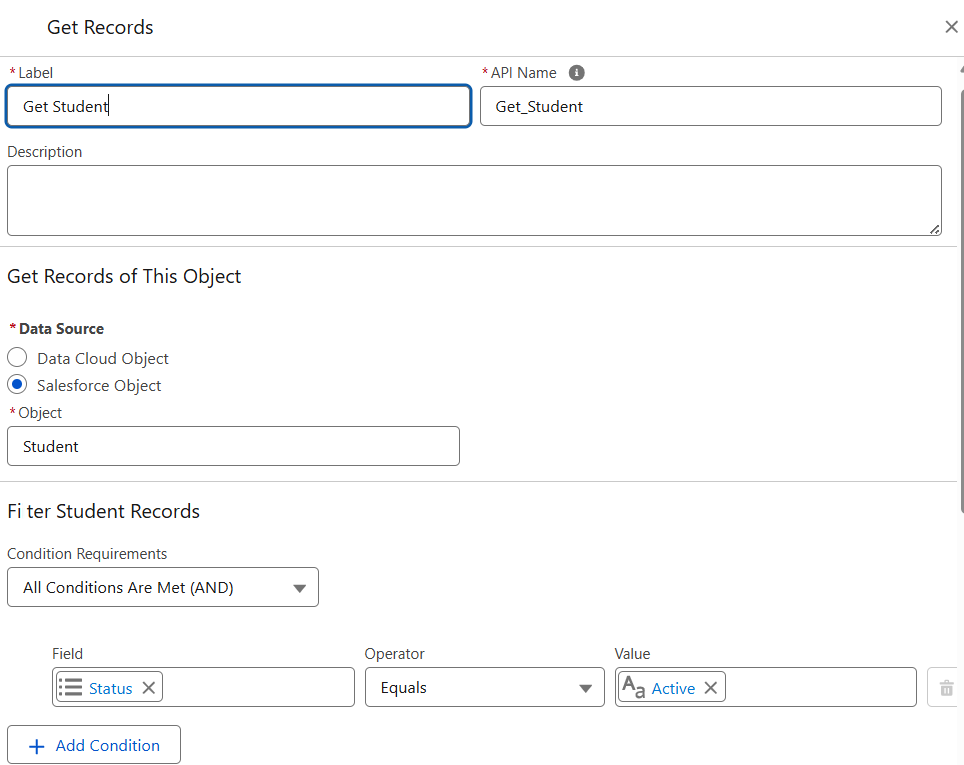 Get Records
*Label
*API Name
Get Student
Get_Student
Description
Get Records of This Object
*Data Source
Data Cloud Object
Salesforce Object
*Object
Student
Fi ter Student Records
Condition Requirements
All Conditions Are Met (AND)
Field Operator Value
Status Equals Aa Active
+ Add Condition